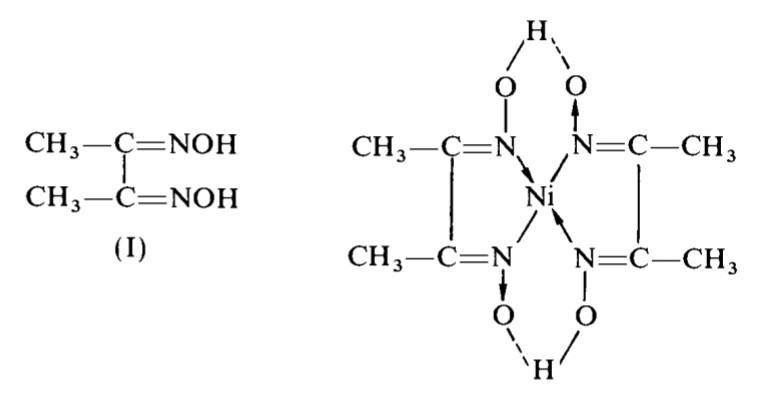 H
O O
CH3—C=NOH CH3—C=N N=C—CH3
Ni
CH3—C=NOH CH3—C=N N=C—CH3
(I)
O O
H